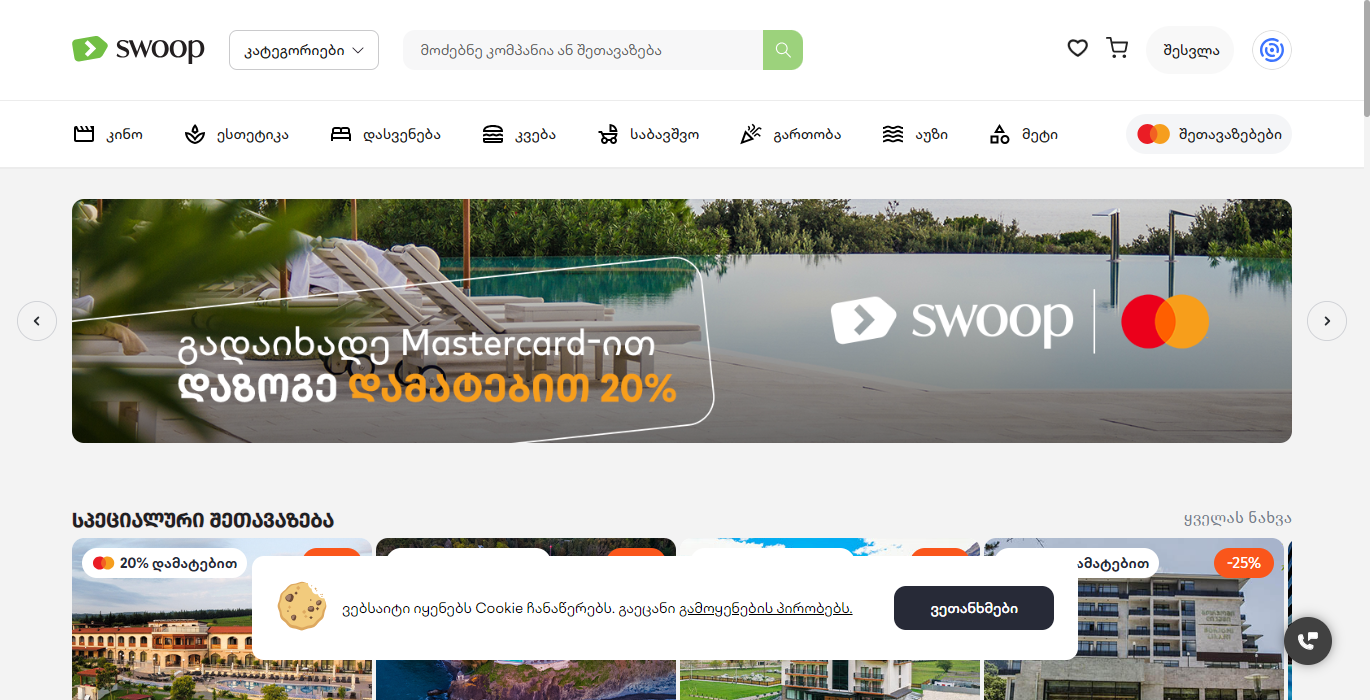 swoop
კატეგორიები
მოძებნე კომპანია ან შეთავაზება
შესვლა
კინო
ესთეტიკა
დასვენება
კვება
საბავშვო
გართობა
აუზი
მეტი
შეთავაზებები
გადაიხადე Mastercard-ით
დაზოგე დამატებით 20%
swoop
სპეციალური შეთავაზება
ყველას ნახვა
20% დამატებით
ამატებით
-25%
ვებსაიტი იყენებს Cookie ჩანაწერებს. გაეცანი გამოყენების პირობებს.
ვეთანხმები